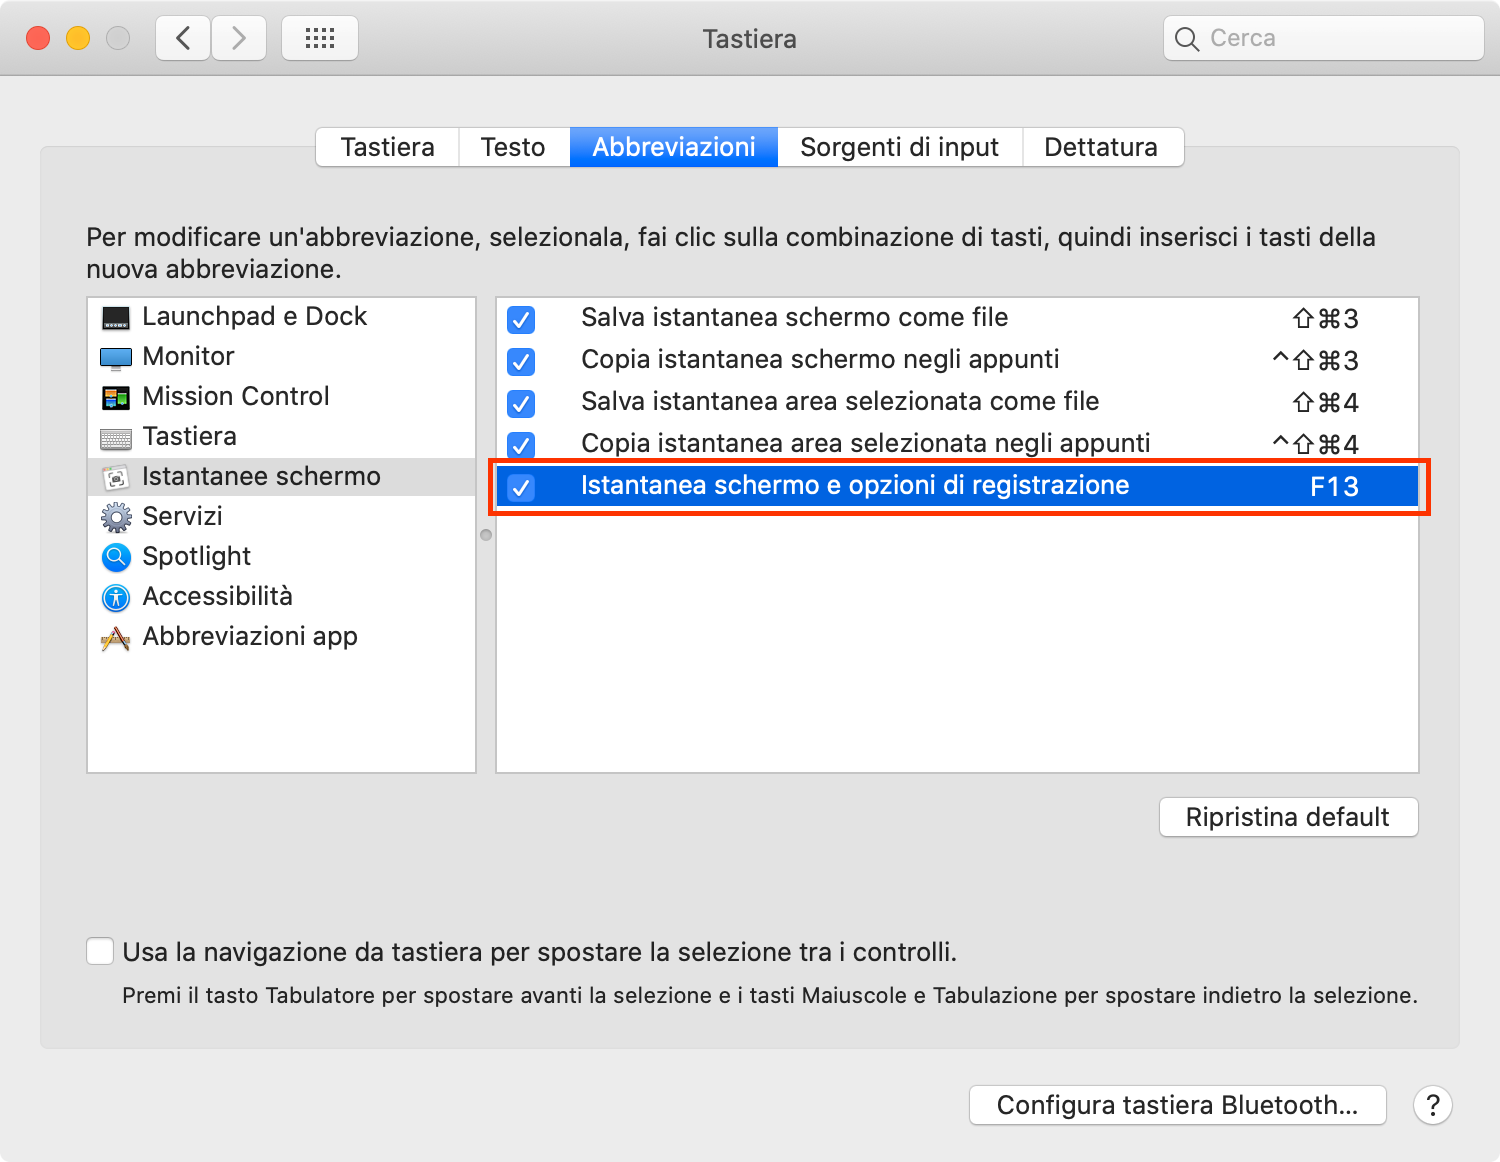 Tastiera
Cerca
Tastiera
Testo
Abbreviazioni
Sorgenti di input
Dettatura
Per modificare un'abbreviazione, selezionala, fai clic sulla combinazione di tasti, quindi inserisci i tasti della
nuova abbreviazione.
Launchpad e Dock
Monitor
Mission Control
Tastiera
Istantanee schermo
Servizi
Spotlight
Accessibilità
Abbreviazioni app
Salva istantanea schermo come file ⇧⌘3
Copia istantanea schermo negli appunti ^⇧⌘3
Salva istantanea area selezionata come file ⇧⌘4
Copia istantanea area selezionata negli appunti ^⇧⌘4
Istantanea schermo e opzioni di registrazione F13
Ripristina default
Usa la navigazione da tastiera per spostare la selezione tra i controlli.
Premi il tasto Tabulatore per spostare avanti la selezione e i tasti Maiuscole e Tabulazione per spostare indietro la selezione.
Configura tastiera Bluetooth...
?